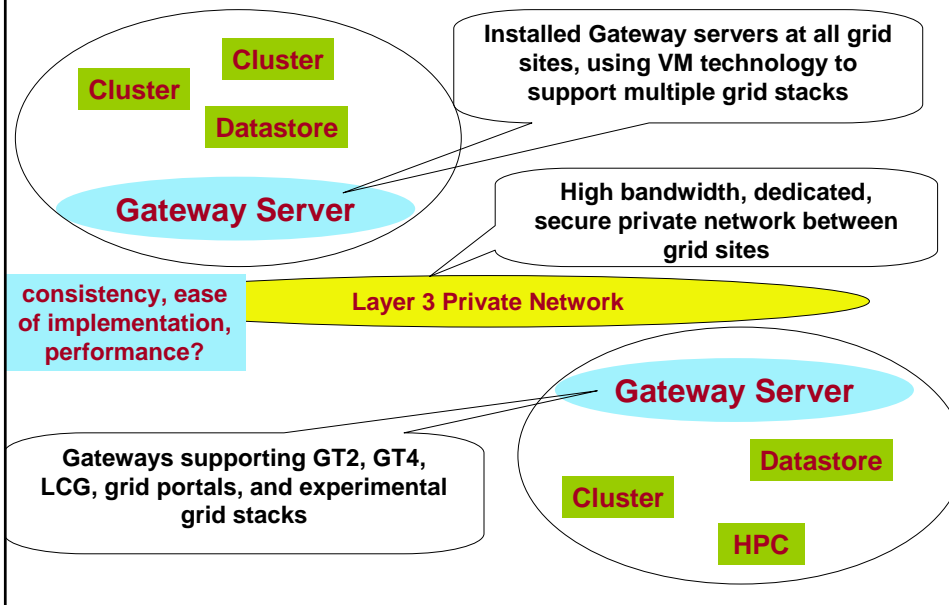 Cluster
Cluster
Datastore
Gateway Server
Installed Gateway servers at all grid
sites, using VM technology to
support multiple grid stacks
High bandwidth, dedicated,
secure private network between
grid sites
consistency, ease
of implementation,
performance?
Layer 3 Private Network
Gateway Server
Gateways supporting GT2, GT4,
LCG, grid portals, and experimental
grid stacks
Datastore
Cluster
HPC